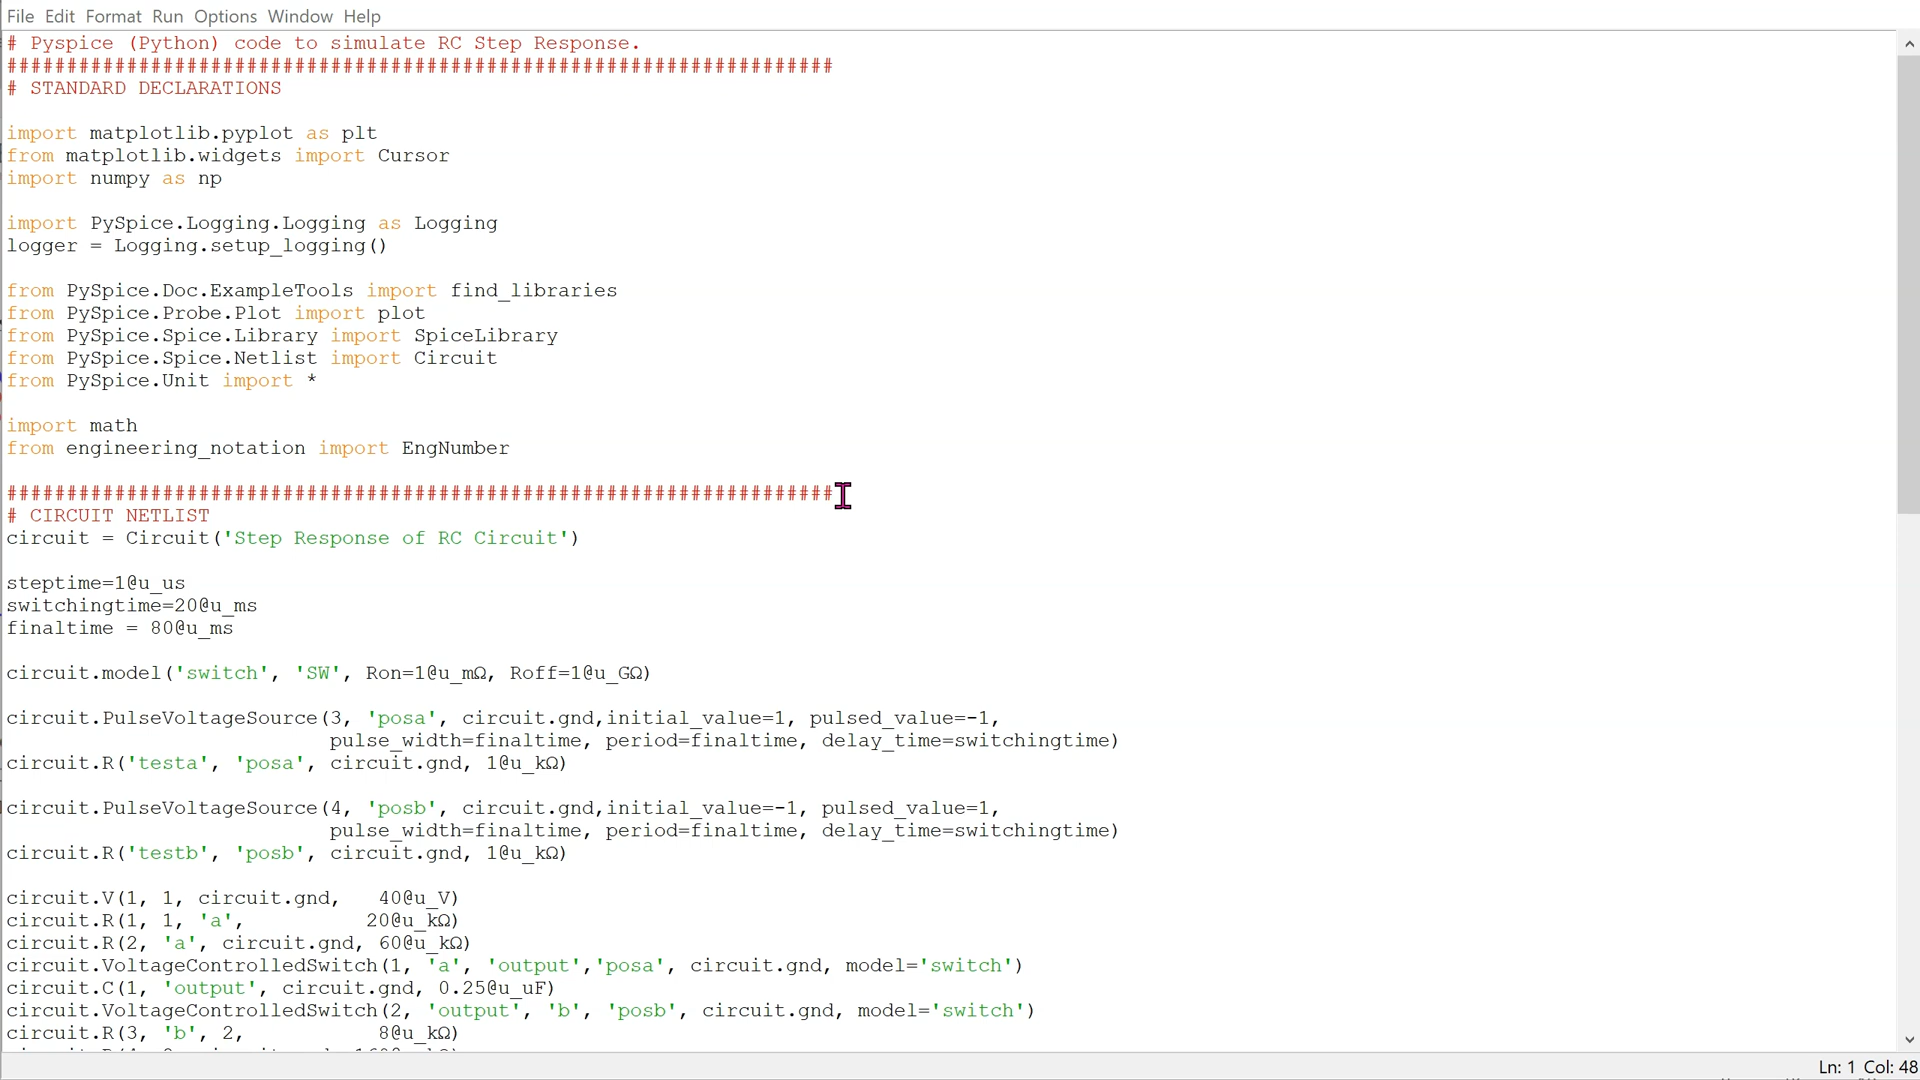 File Edit Format Run Options Window Help
# Pyspice (Python) code to simulate RC Step Response.
#####################################################################
# STANDARD DECLARATIONS
import matplotlib.pyplot as plt
from matplotlib.widgets import Cursor
import numpy as np
import PySpice.Logging.Logging as Logging
logger = Logging.setup_logging()
from PySpice.Doc.ExampleTools import find_libraries
from PySpice.Probe.Plot import plot
from PySpice.Spice.Library import SpiceLibrary
from PySpice.Spice.Netlist import Circuit
from PySpice.Unit import *
import math
from engineering_notation import EngNumber
#####################################################################
# CIRCUIT NETLIST
circuit = Circuit('Step Response of RC Circuit')
steptime=1@u_us
switchingtime=20@u_ms
finaltime = 80@u_ms
circuit.model('switch', 'SW', Ron=1@u_mΩ, Roff=1@u_GΩ)
circuit.PulseVoltageSource(3, 'posa', circuit.gnd,initial_value=1, pulsed_value=-1,
pulse_width=finaltime, period=finaltime, delay_time=switchingtime)
circuit.R('testa', 'posa', circuit.gnd, 1@u_kΩ)
circuit.PulseVoltageSource(4, 'posb', circuit.gnd,initial_value=-1, pulsed_value=1,
pulse_width=finaltime, period=finaltime, delay_time=switchingtime)
circuit.R('testb', 'posb', circuit.gnd, 1@u_kΩ)
circuit.V(1, 1, circuit.gnd, 40@u_V)
circuit.R(1, 1, 'a', 20@u_kΩ)
circuit.R(2, 'a', circuit.gnd, 60@u_kΩ)
circuit.VoltageControlledSwitch(1, 'a', 'output','posa', circuit.gnd, model='switch')
circuit.C(1, 'output', circuit.gnd, 0.25@u_uF)
circuit.VoltageControlledSwitch(2, 'output', 'b', 'posb', circuit.gnd, model='switch')
circuit.R(3, 'b', 2, 8@u_kΩ)
Ln: 1 Col: 48